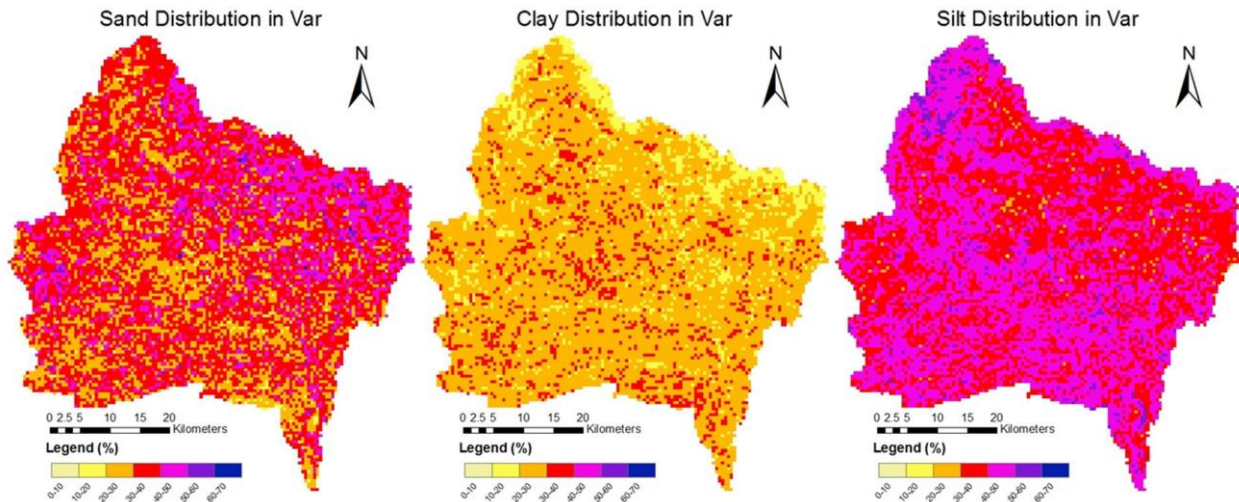 Sand Distribution in Var
N
0 2.5 5 10 15 20
Kilometers
Legend (%)
0-10 10-20 20-30 30-40 40-50 50-60 60-70
Clay Distribution in Var
N
0 2.5 5 10 15 20
Kilometers
Legend (%)
0-10 10-20 20-30 30-40 40-50 50-60 60-70
Silt Distribution in Var
N
0 2.5 5 10 15 20
Kilometers
Legend (%)
0-10 10-20 20-30 30-40 40-50 50-60 60-70